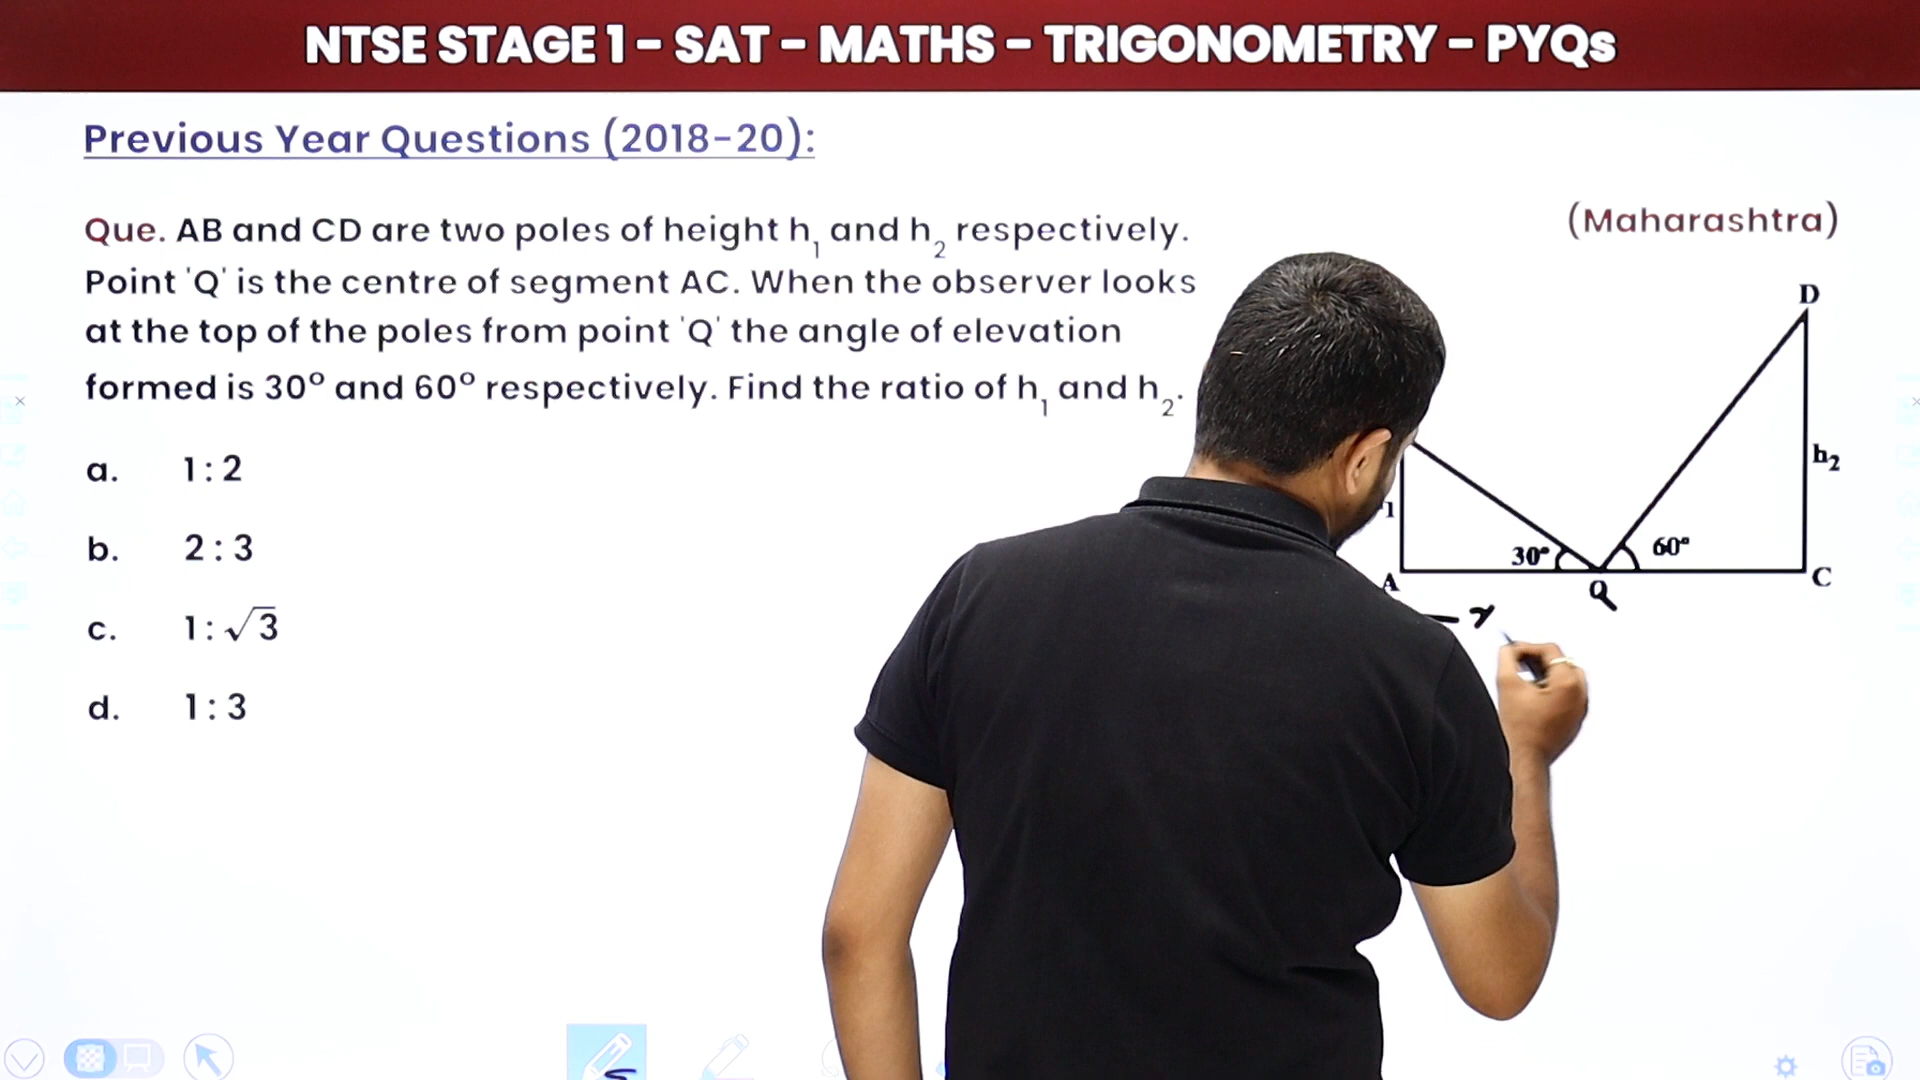 NTSE STAGE 1 – SAT – MATHS – TRIGONOMETRY – PYQs
Previous Year Questions (2018-20):
(Maharashtra)
Que. AB and CD are two poles of height h₁ and h₂ respectively.
Point 'Q' is the centre of segment AC. When the observer looks
at the top of the poles from point 'Q' the angle of elevation
formed is 30° and 60° respectively. Find the ratio of h₁ and h₂.
a. 1 : 2
b. 2 : 3
c. 1 : √3
d. 1 : 3
D
h₂
1
30°
60°
A
Q
C
x